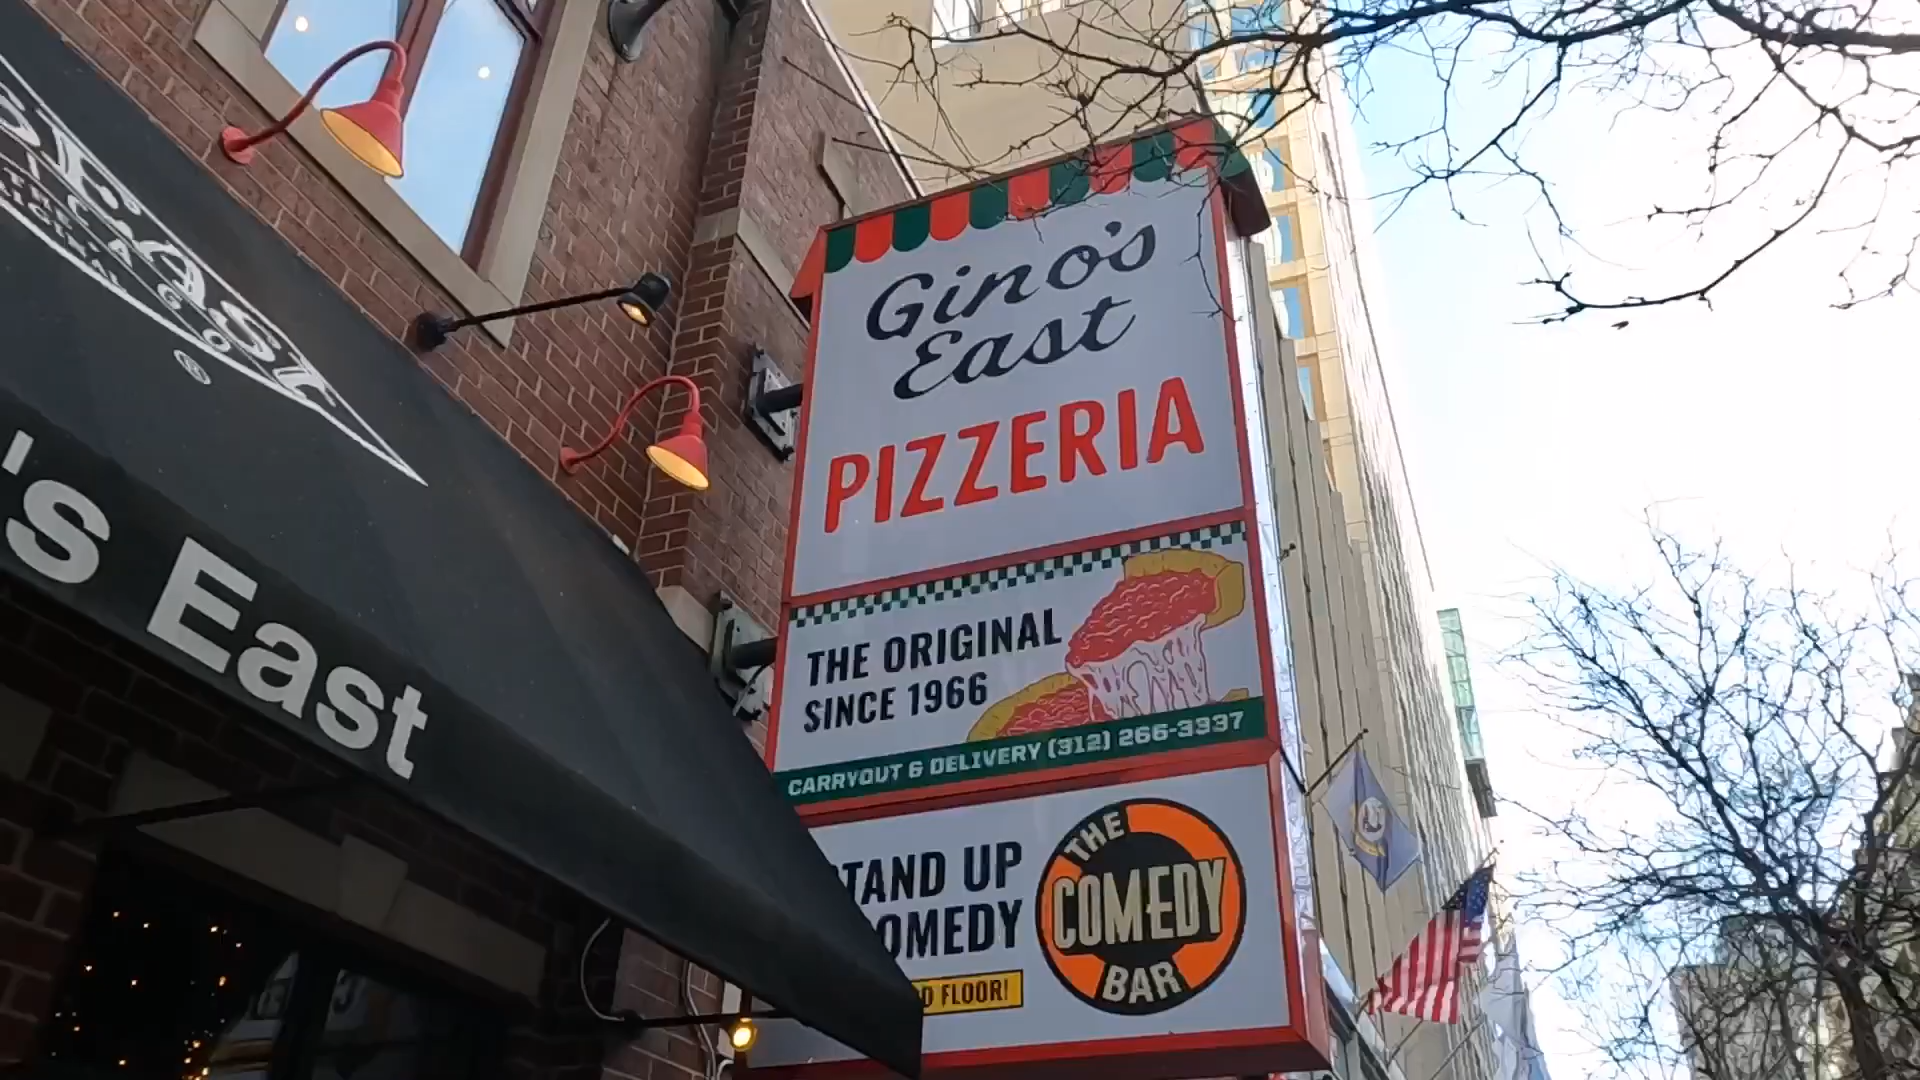 's East
Gino's
East
PIZZERIA
THE ORIGINAL
SINCE 1966
CARRYOUT & DELIVERY (312) 266-3337
TAND UP
OMEDY
D FLOOR!
THE
COMEDY
BAR